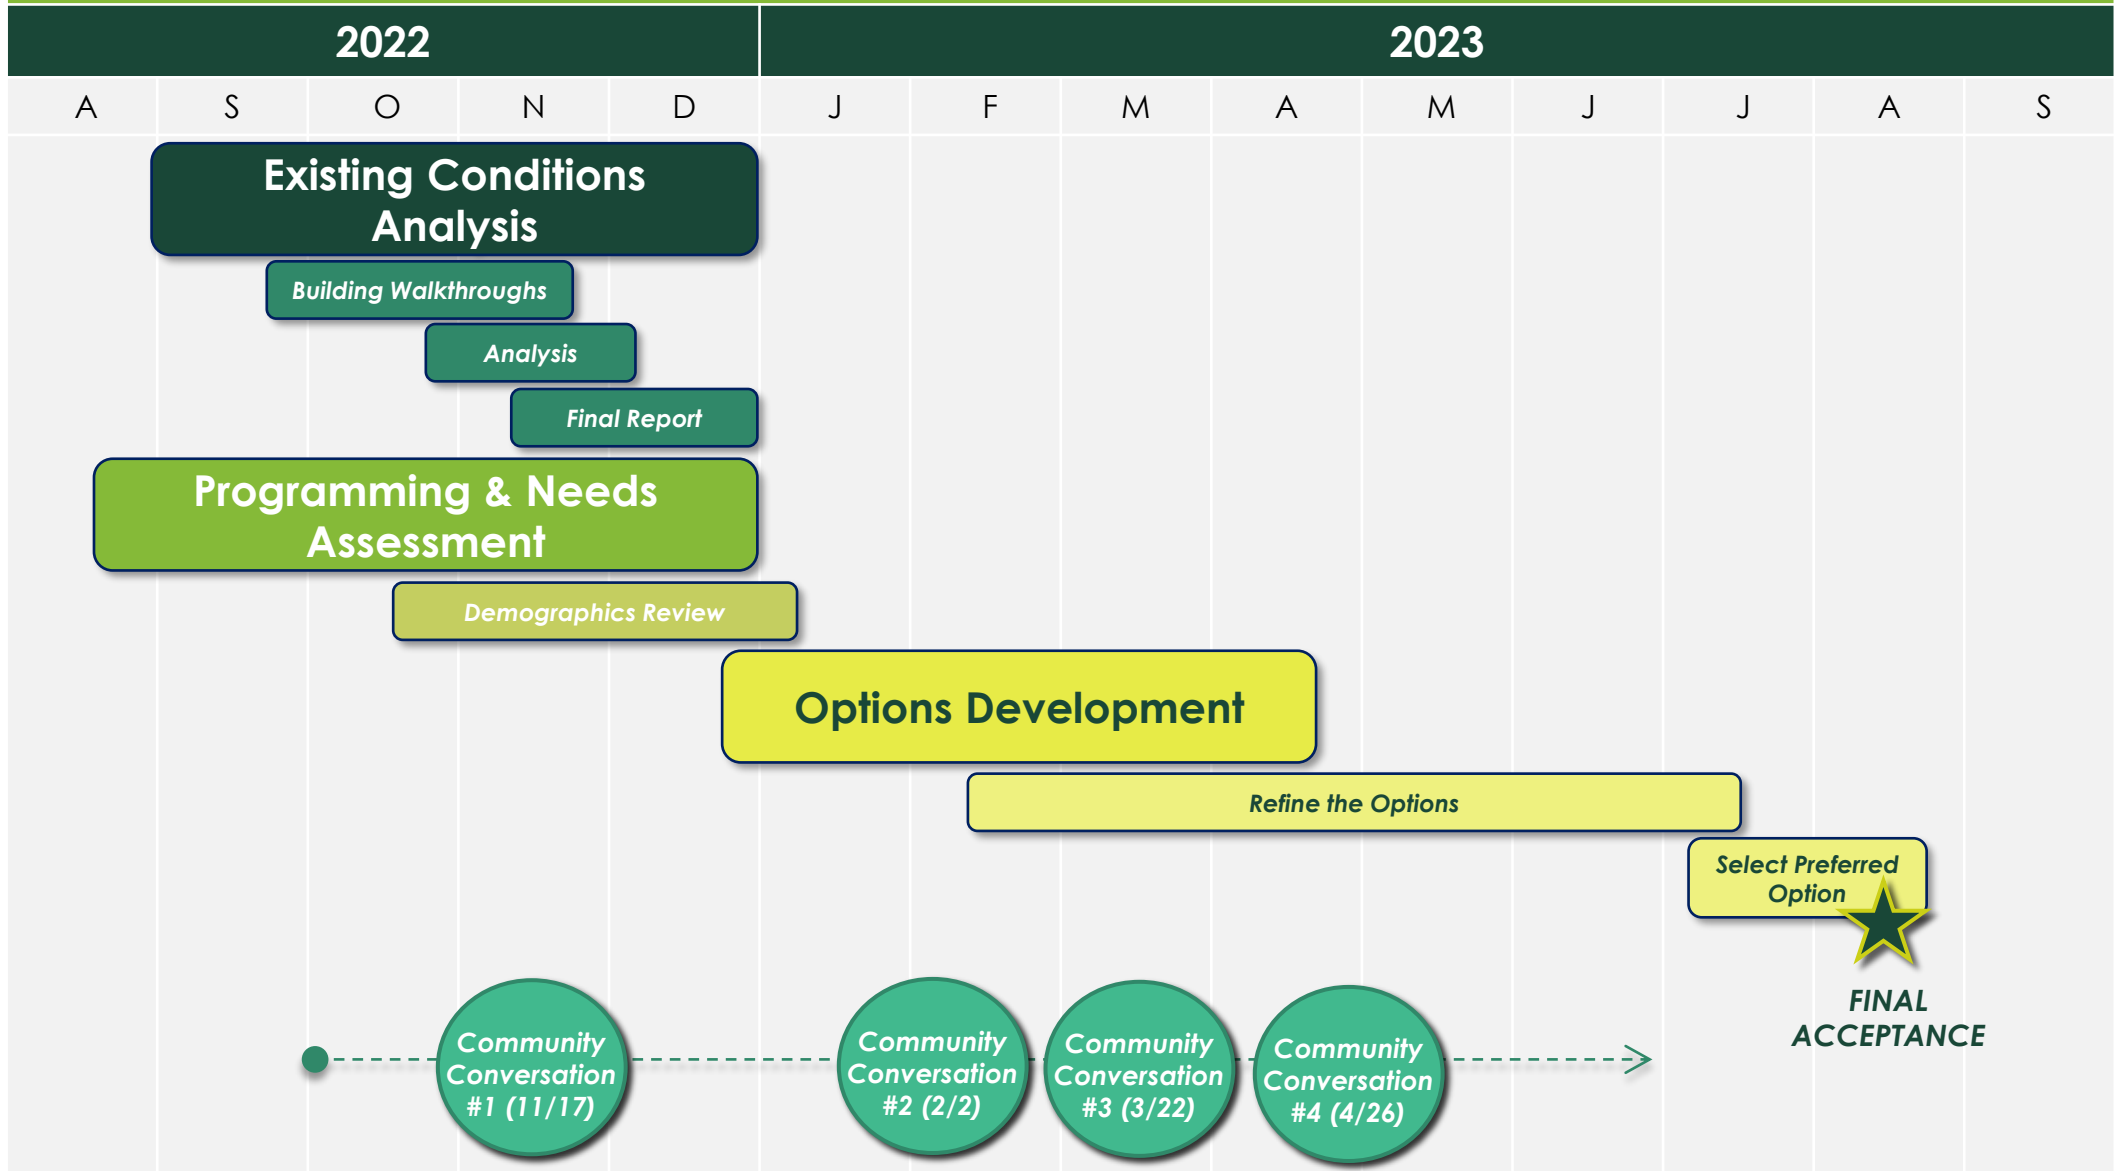 2022 2023
A S O N D J F M A M J J A S
Existing Conditions
Analysis
Building Walkthroughs
Analysis
Final Report
Programming & Needs
Assessment
Demographics Review
Options Development
Refine the Options
Select Preferred
Option
FINAL
ACCEPTANCE
Community
Conversation
#1 (11/17)
Community
Conversation
#2 (2/2)
Community
Conversation
#3 (3/22)
Community
Conversation
#4 (4/26)